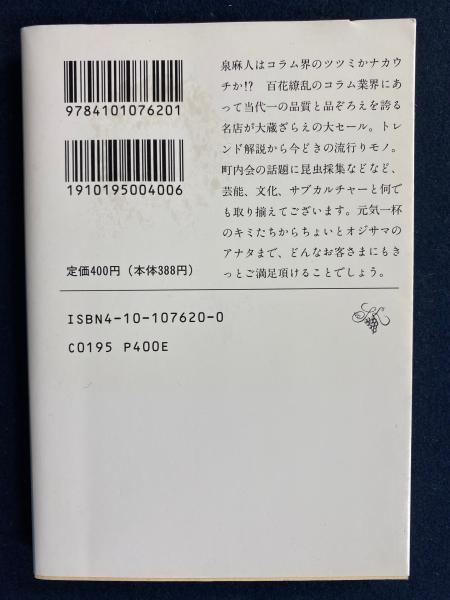 泉麻人はコラム界のツツミかナカウ
チか!?　百花繚乱のコラム業界にあ
って当代一の品質と品ぞろえを誇る
名店が大蔵ざらえの大セール。トレ
ンド解説から今どきの流行りモノ。
町内会の話題に昆虫採集などなど、
芸能、文化、サブカルチャーと何で
も取り揃えてございます。元気一杯
のキミたちからちょいとオジサマの
アナタまで、どんなお客さまにもき
っとご満足頂けることでしょう。
9784101076201
1910195004006
定価400円（本体388円）
ISBN4-10-107620-0
C0195 P400E